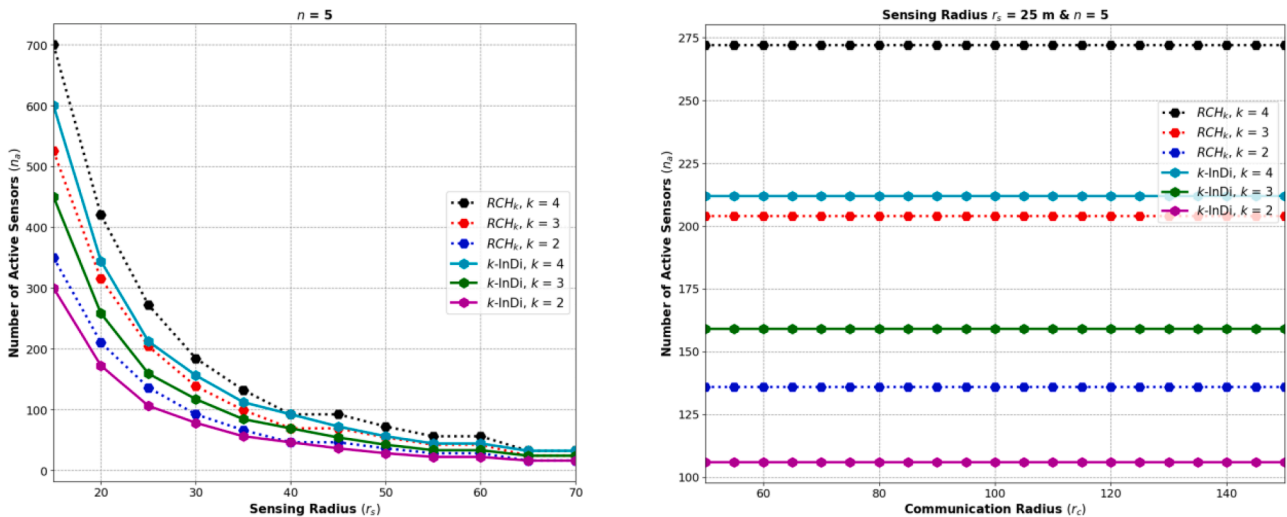 n = 5
700
600
500
400
300
200
100
0
Number of Active Sensors (nₐ)
RCHₖ, k = 4
RCHₖ, k = 3
RCHₖ, k = 2
k-InDi, k = 4
k-InDi, k = 3
k-InDi, k = 2
20
30
40
50
60
70
Sensing Radius (rₛ)
Sensing Radius rₛ = 25 m & n = 5
275
250
225
200
175
150
125
100
Number of Active Sensors (nₐ)
RCHₖ, k = 4
RCHₖ, k = 3
RCHₖ, k = 2
k-InDi, k = 4
k-InDi, k = 3
k-InDi, k = 2
60
80
100
120
140
Communication Radius (r_c)